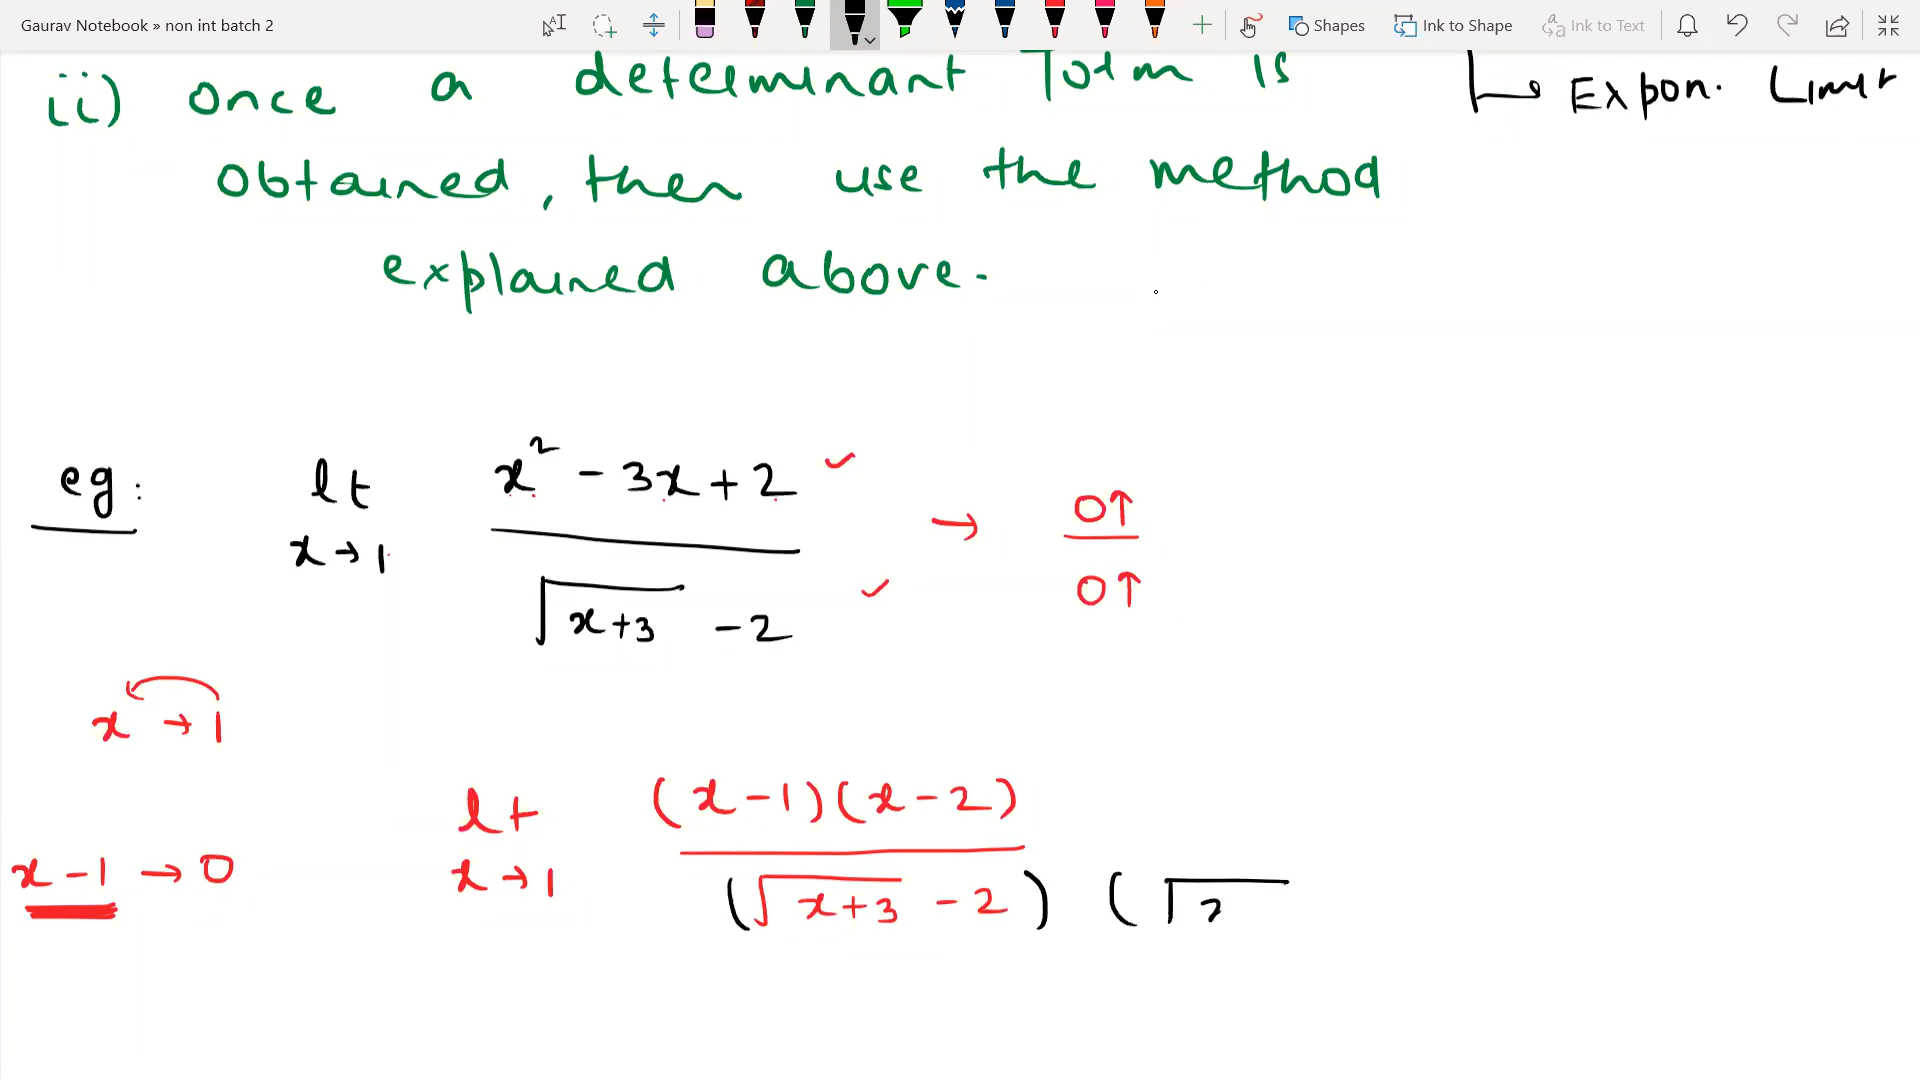 Gaurav Notebook » non int batch 2
Shapes
Ink to Shape
Ink to Text
ii) once a determinant form is
obtained, then use the method
explained above.
↳ Expon. Limit
eg: lt x→1 (x² - 3x + 2) / (√(x+3) - 2) → 0↑ / 0↑
x → 1
x - 1 → 0
lt x→1 (x-1)(x-2) / (√(x+3) - 2) (√